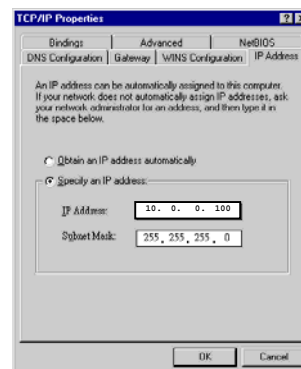 TCP/IP Properties
Bindings Advanced NetBIOS
DNS Configuration Gateway WINS Configuration IP Address
An IP address can be automatically assigned to this computer.
If your network does not automatically assign IP addresses, ask
your network administrator for an address, and then type it in
the space below.
Obtain an IP address automatically
Specify an IP address:
IP Address: 10. 0. 0. 100
Subnet Mask: 255. 255. 255. 0
OK Cancel